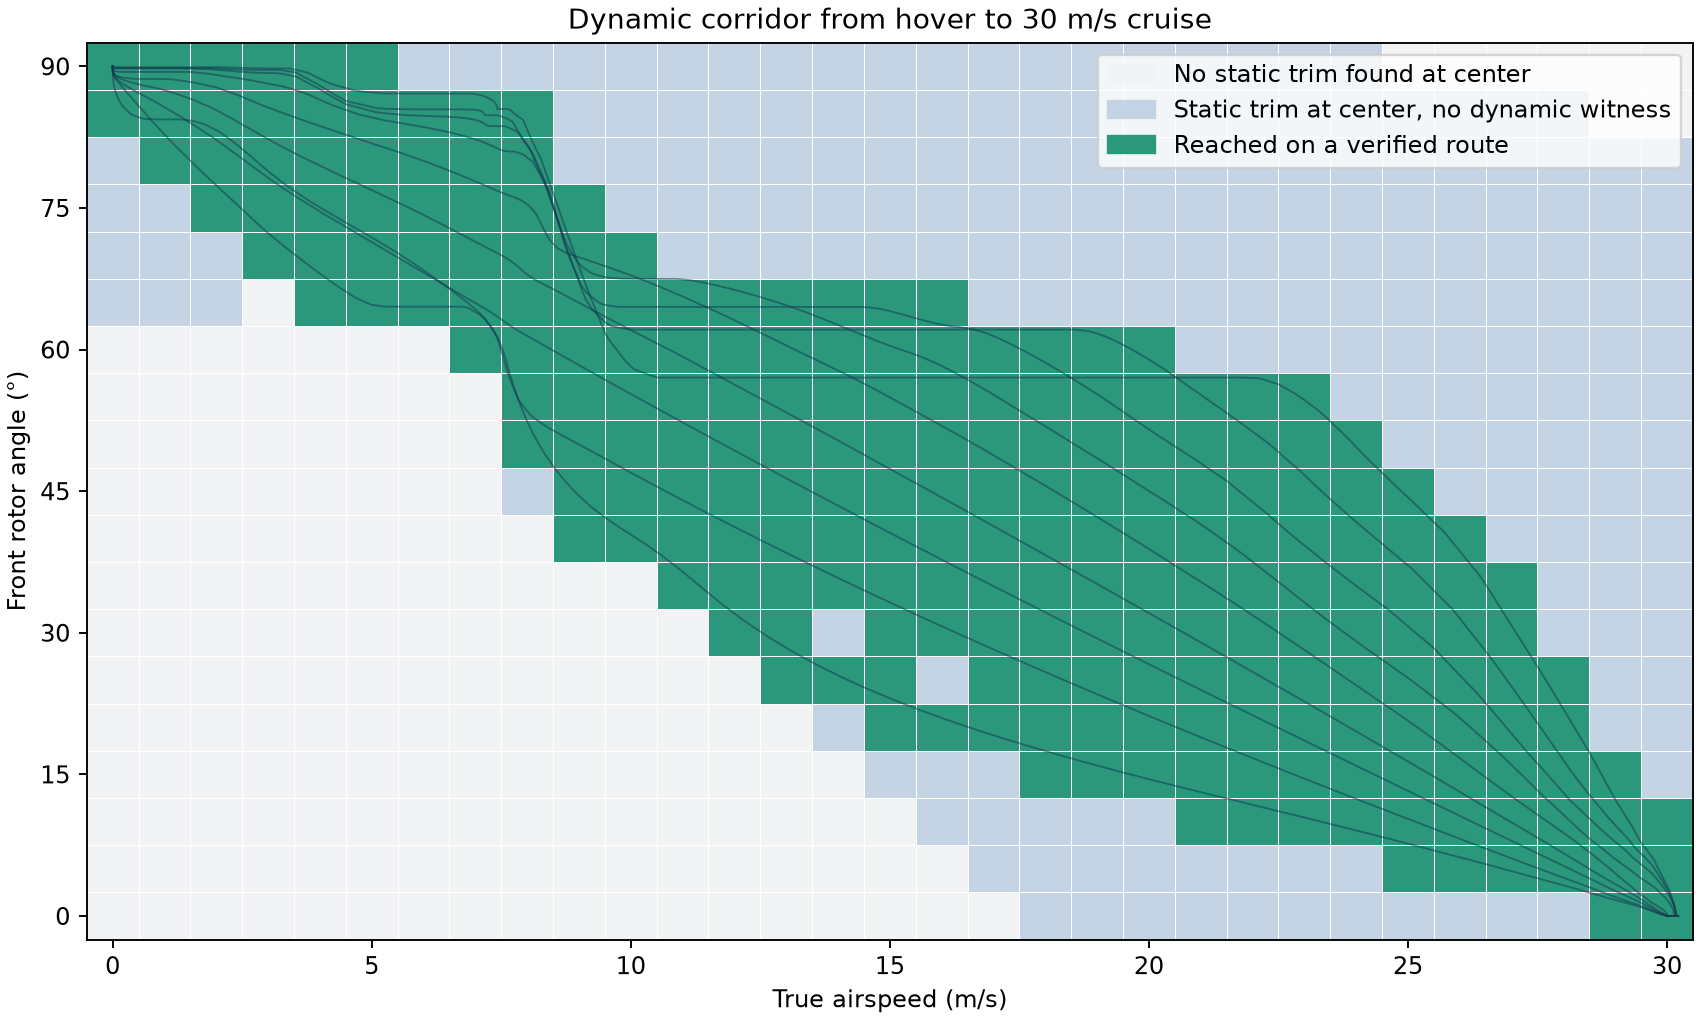 Dynamic corridor from hover to 30 m/s cruise
No static trim found at center
Static trim at center, no dynamic witness
Reached on a verified route
Front rotor angle (°)
90
75
60
45
30
15
0
0 5 10 15 20 25 30
True airspeed (m/s)